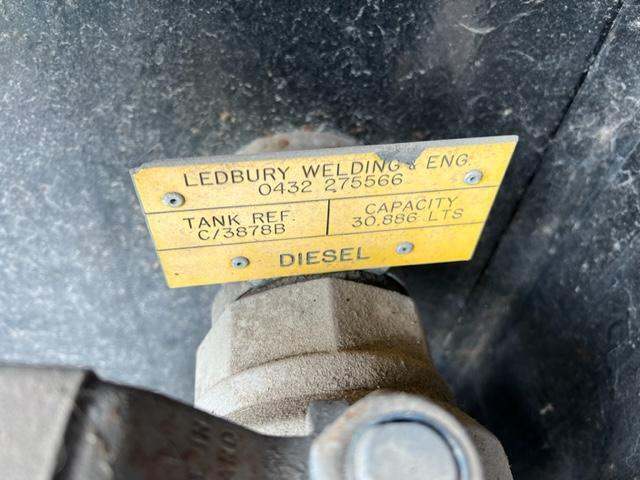 LEDBURY WELDING & ENG.
0432 275566
TANK REF.
C/3878B
CAPACITY
30.886 LTS
DIESEL